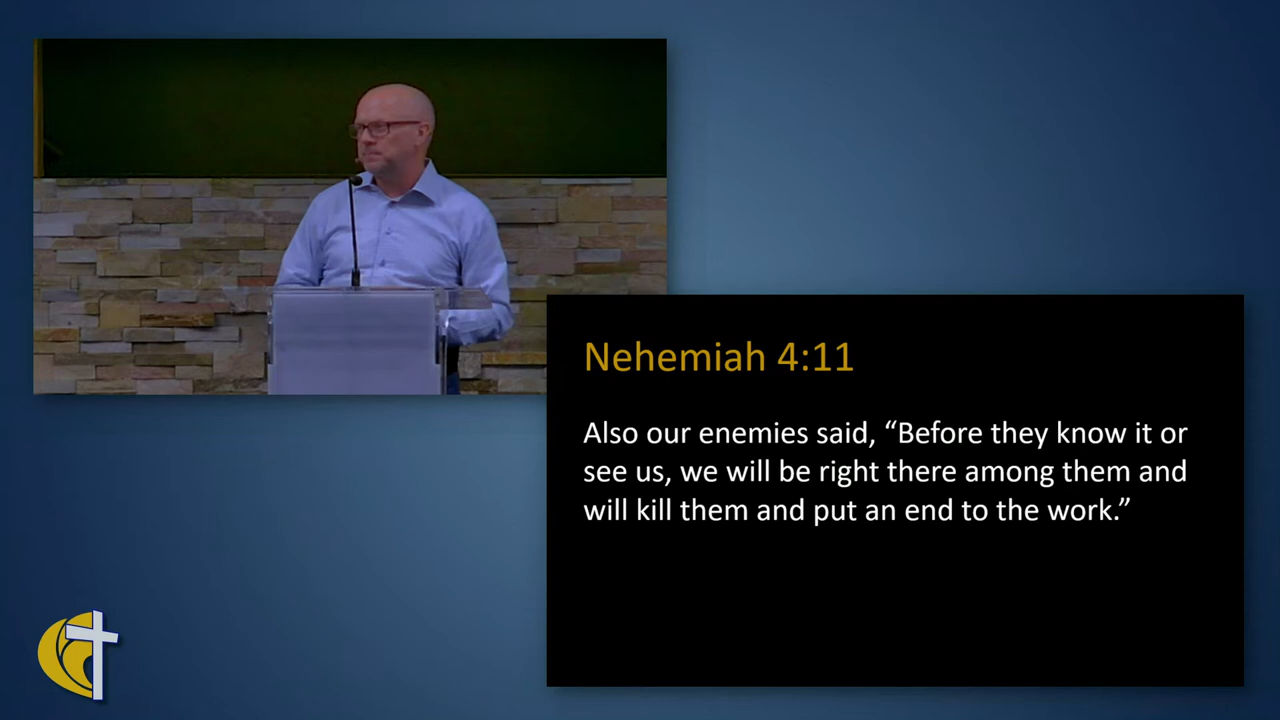 Nehemiah 4:11
Also our enemies said, “Before they know it or
see us, we will be right there among them and
will kill them and put an end to the work.”